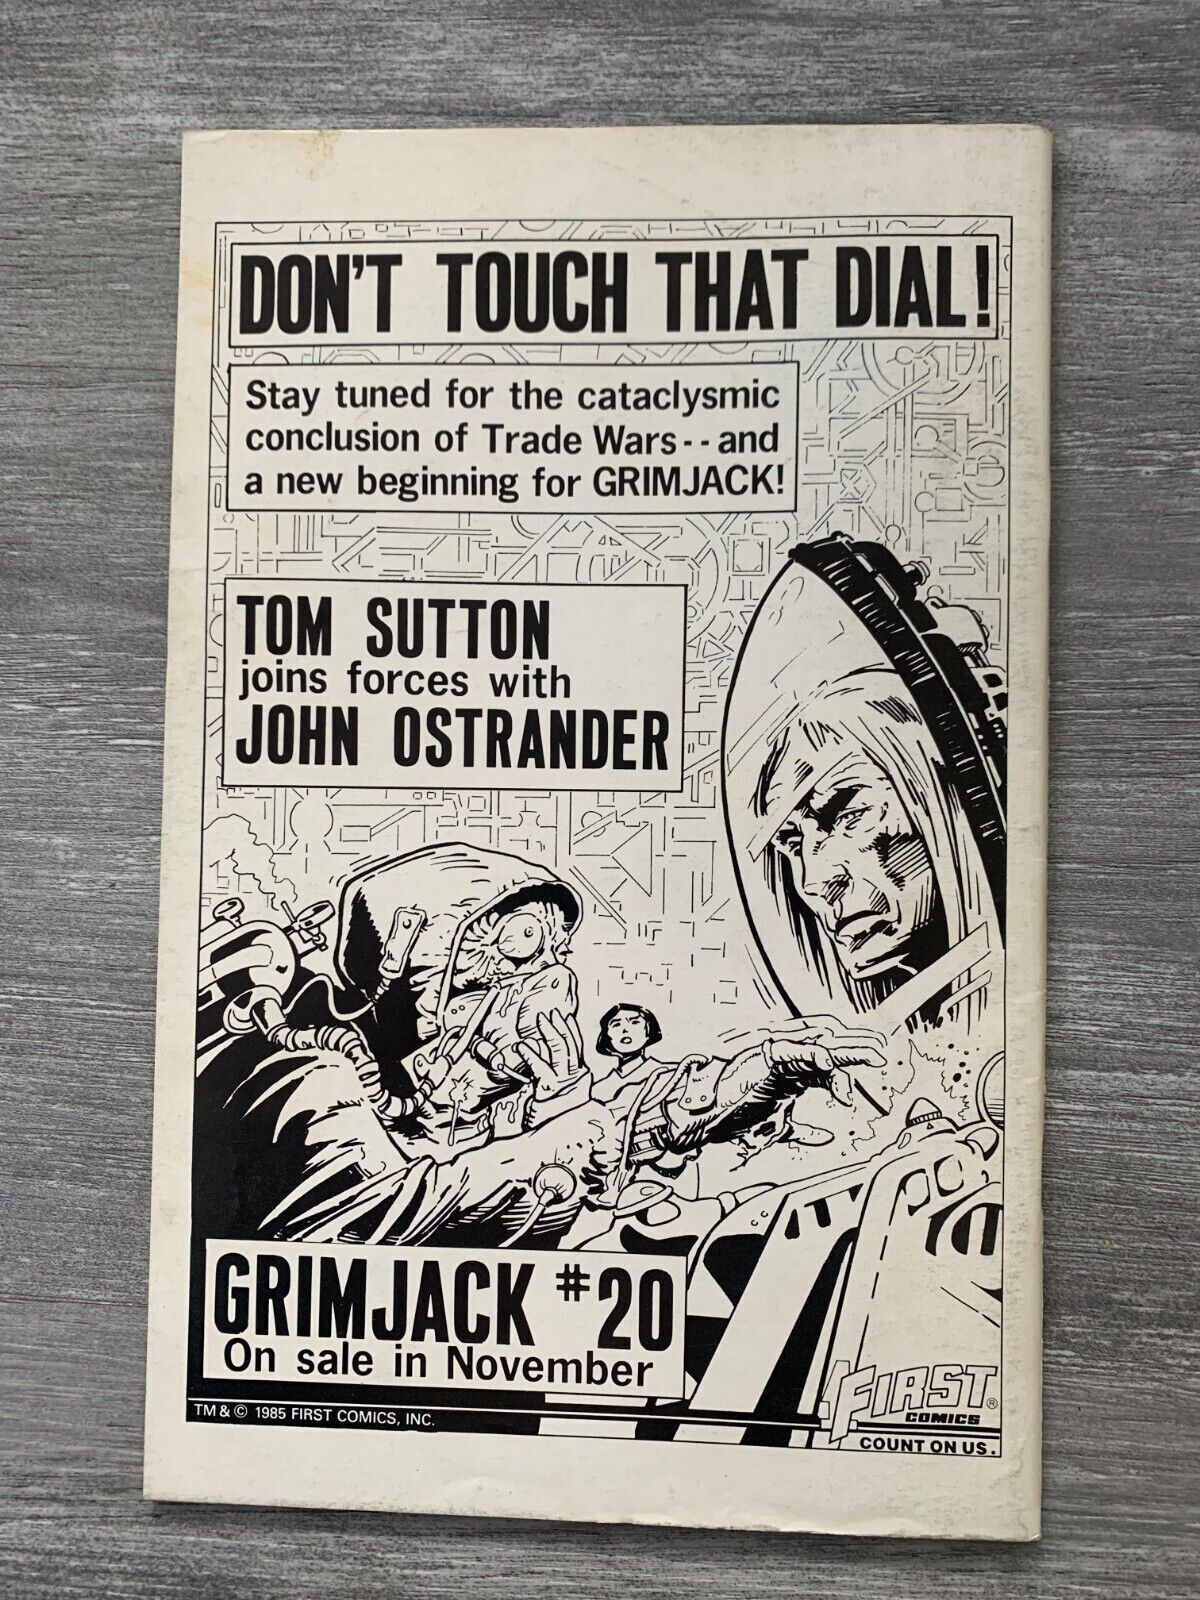 DON'T TOUCH THAT DIAL!
Stay tuned for the cataclysmic
conclusion of Trade Wars--and
a new beginning for GRIMJACK!
TOM SUTTON
joins forces with
JOHN OSTRANDER
GRIMJACK #20
On sale in November
TM & © 1985 FIRST COMICS, INC.
FIRST®
COMICS
COUNT ON US.